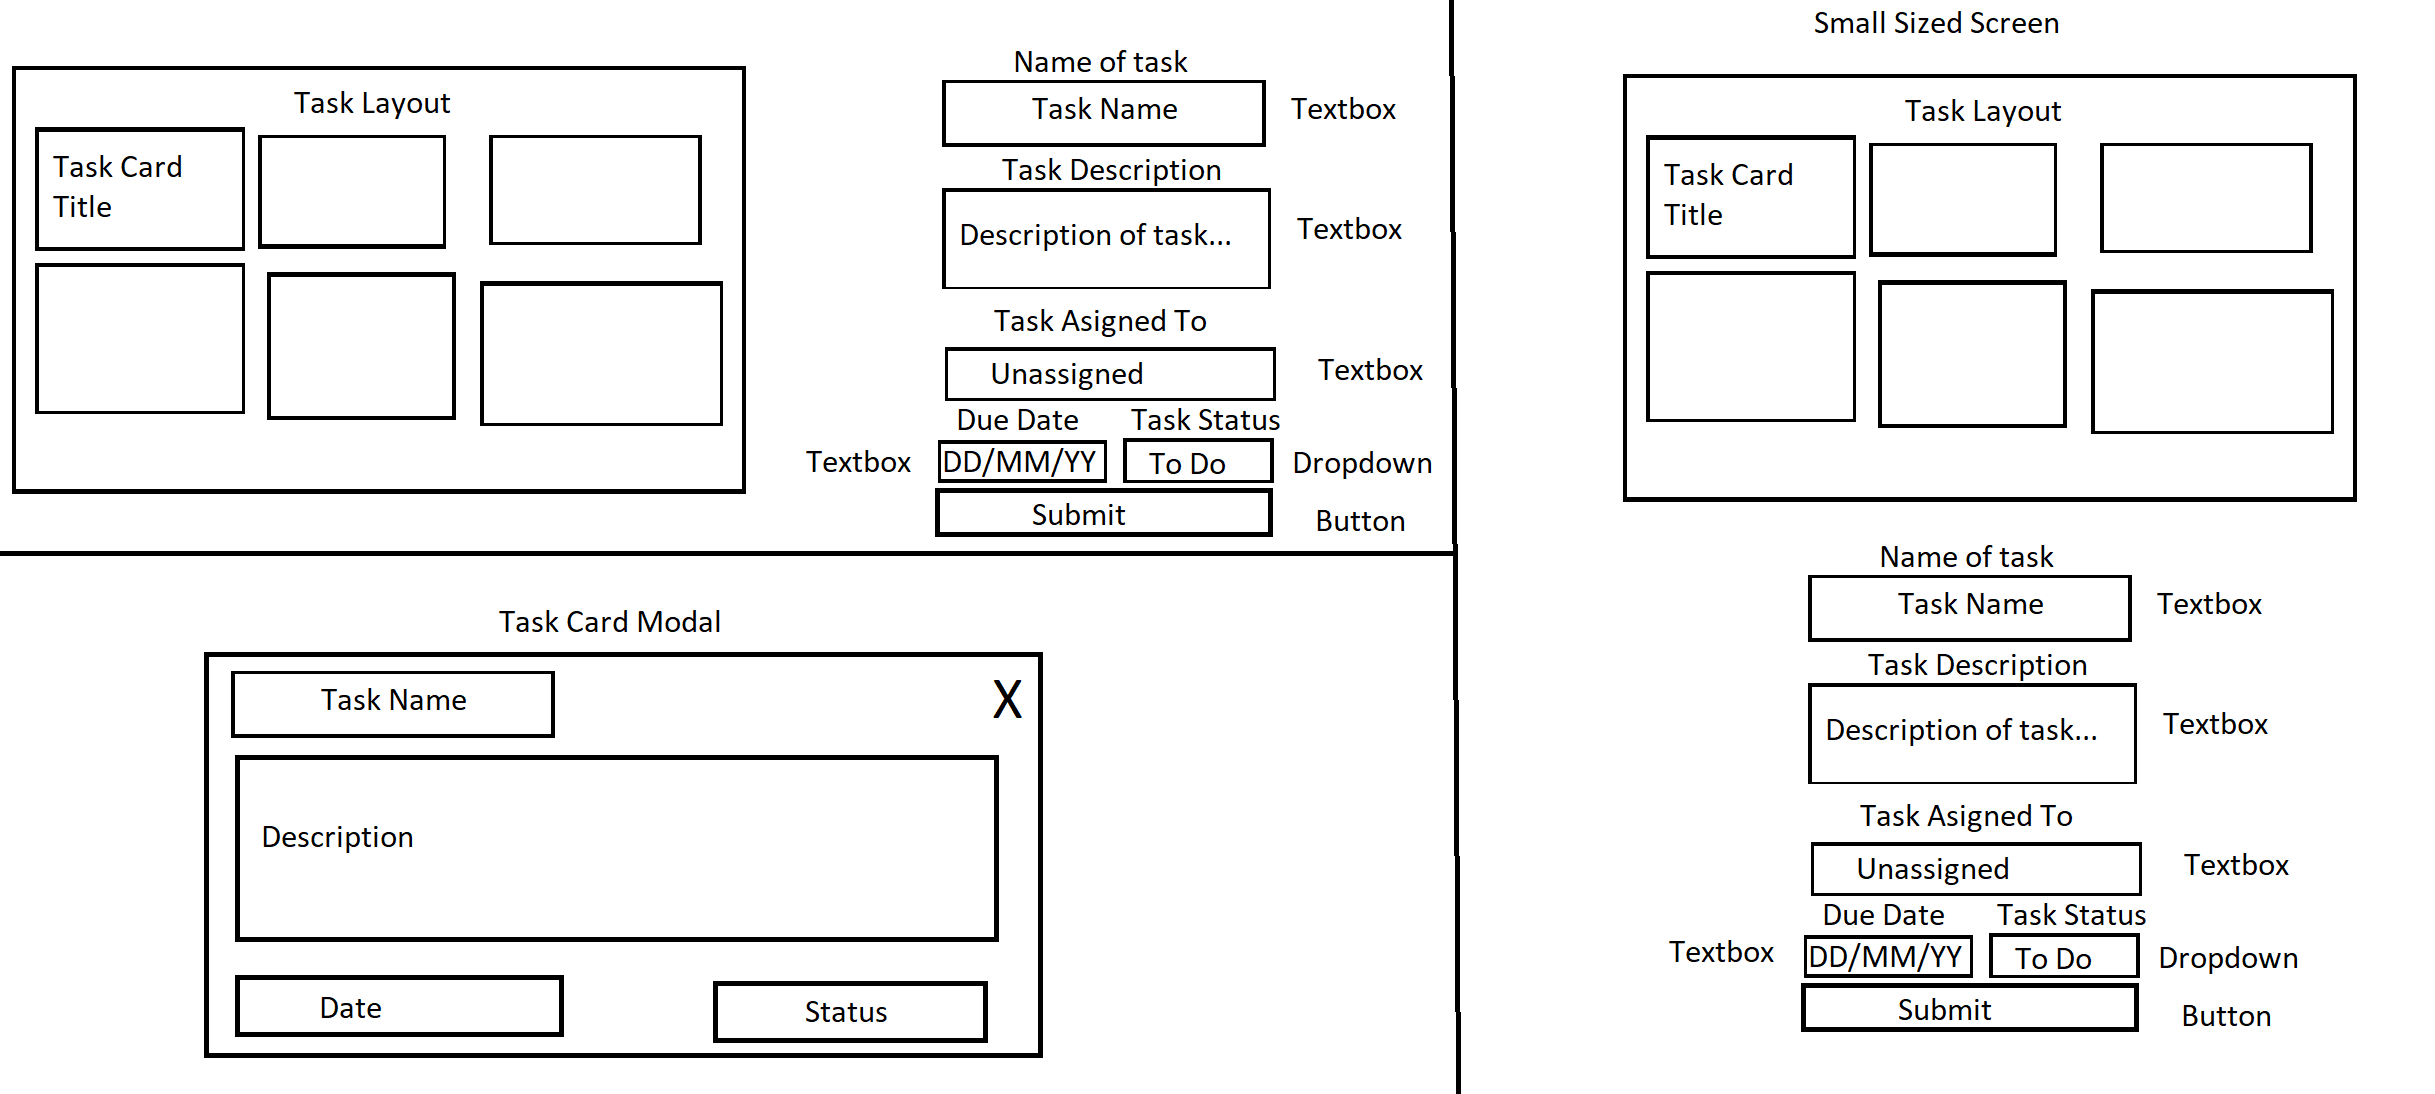 Task Layout
Task Card
Title
Name of task
Task Name Textbox
Task Description
Description of task... Textbox
Task Asigned To
Unassigned Textbox
Due Date Task Status
Textbox DD/MM/YY To Do Dropdown
Submit Button
Task Card Modal
Task Name X
Description
Date Status
Small Sized Screen
Task Layout
Task Card
Title
Name of task
Task Name Textbox
Task Description
Description of task... Textbox
Task Asigned To
Unassigned Textbox
Due Date Task Status
Textbox DD/MM/YY To Do Dropdown
Submit Button